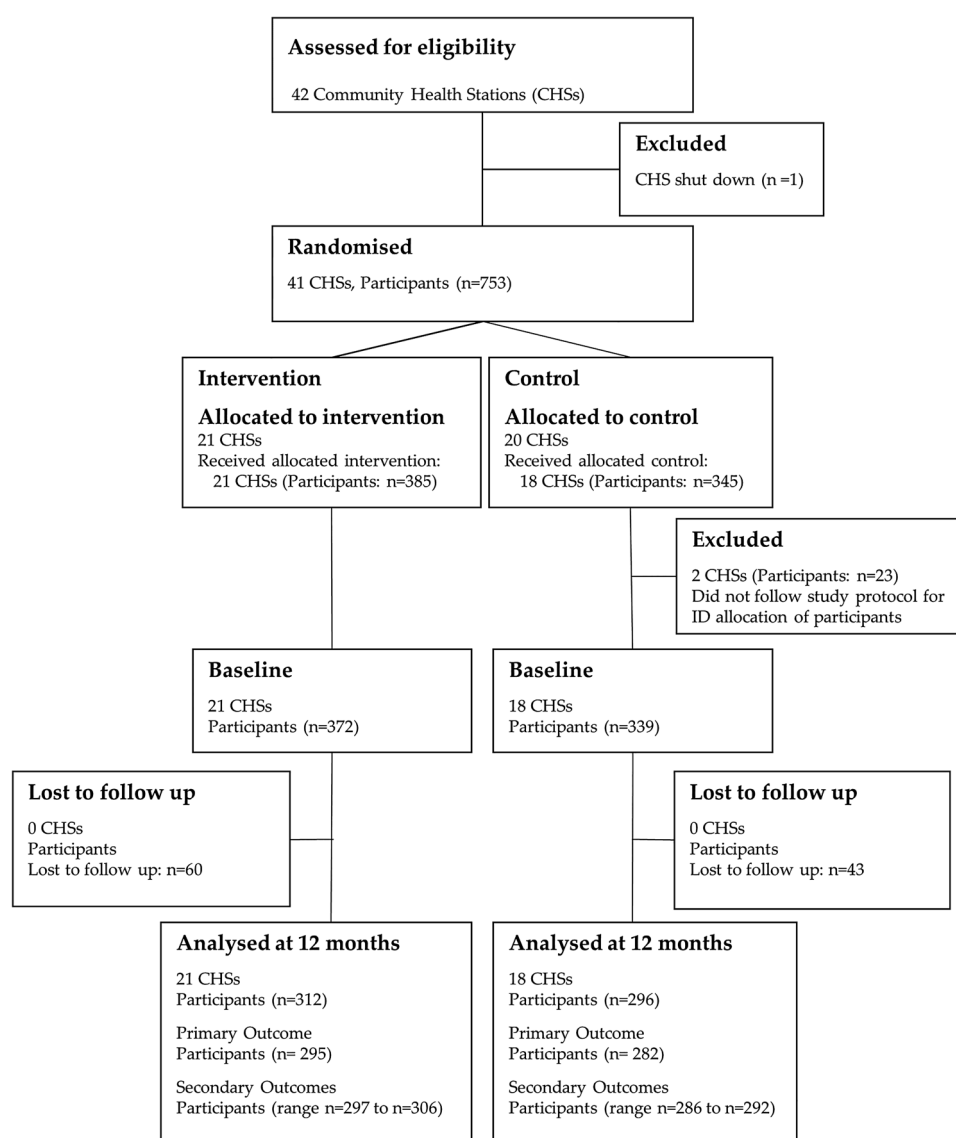 Assessed for eligibility
42 Community Health Stations (CHSs)
Excluded
CHS shut down (n =1)
Randomised
41 CHSs, Participants (n=753)
Intervention
Allocated to intervention
21 CHSs
Received allocated intervention:
21 CHSs (Participants: n=385)
Control
Allocated to control
20 CHSs
Received allocated control:
18 CHSs (Participants: n=345)
Excluded
2 CHSs (Participants: n=23)
Did not follow study protocol for
ID allocation of participants
Baseline
21 CHSs
Participants (n=372)
Baseline
18 CHSs
Participants (n=339)
Lost to follow up
0 CHSs
Participants
Lost to follow up: n=60
Lost to follow up
0 CHSs
Participants
Lost to follow up: n=43
Analysed at 12 months
21 CHSs
Participants (n=312)
Primary Outcome
Participants (n= 295)
Secondary Outcomes
Participants (range n=297 to n=306)
Analysed at 12 months
18 CHSs
Participants (n=296)
Primary Outcome
Participants (n= 282)
Secondary Outcomes
Participants (range n=286 to n=292)